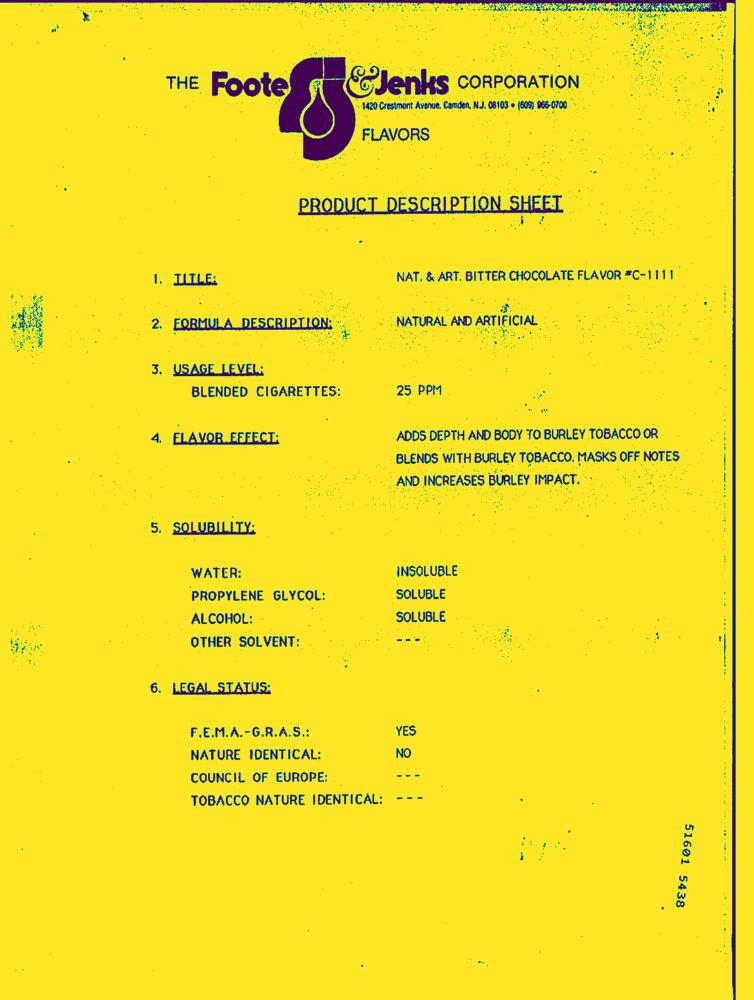 THE Foote & Jenks CORPORATION
1420 Crestmont Avenue, Camden, N.J. 08103 • (609) 966-0700
FLAVORS
PRODUCT DESCRIPTION SHEET
1. TITLE: NAT. & ART. BITTER CHOCOLATE FLAVOR #C-1111
2. FORMULA DESCRIPTION: NATURAL AND ARTIFICIAL
3. USAGE LEVEL:
BLENDED CIGARETTES: 25 PPM
4. FLAVOR EFFECT: ADDS DEPTH AND BODY TO BURLEY TOBACCO OR
BLENDS WITH BURLEY TOBACCO. MASKS OFF NOTES
AND INCREASES BURLEY IMPACT.
5. SOLUBILITY:
WATER: INSOLUBLE
PROPYLENE GLYCOL: SOLUBLE
ALCOHOL: SOLUBLE
OTHER SOLVENT: ---
6. LEGAL STATUS:
F.E.M.A.-G.R.A.S.: YES
NATURE IDENTICAL: NO
COUNCIL OF EUROPE: ---
TOBACCO NATURE IDENTICAL: ---
51601 5438